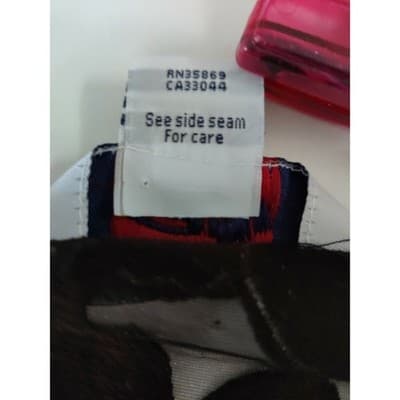 RN35869
CA33044
See side seam
For care